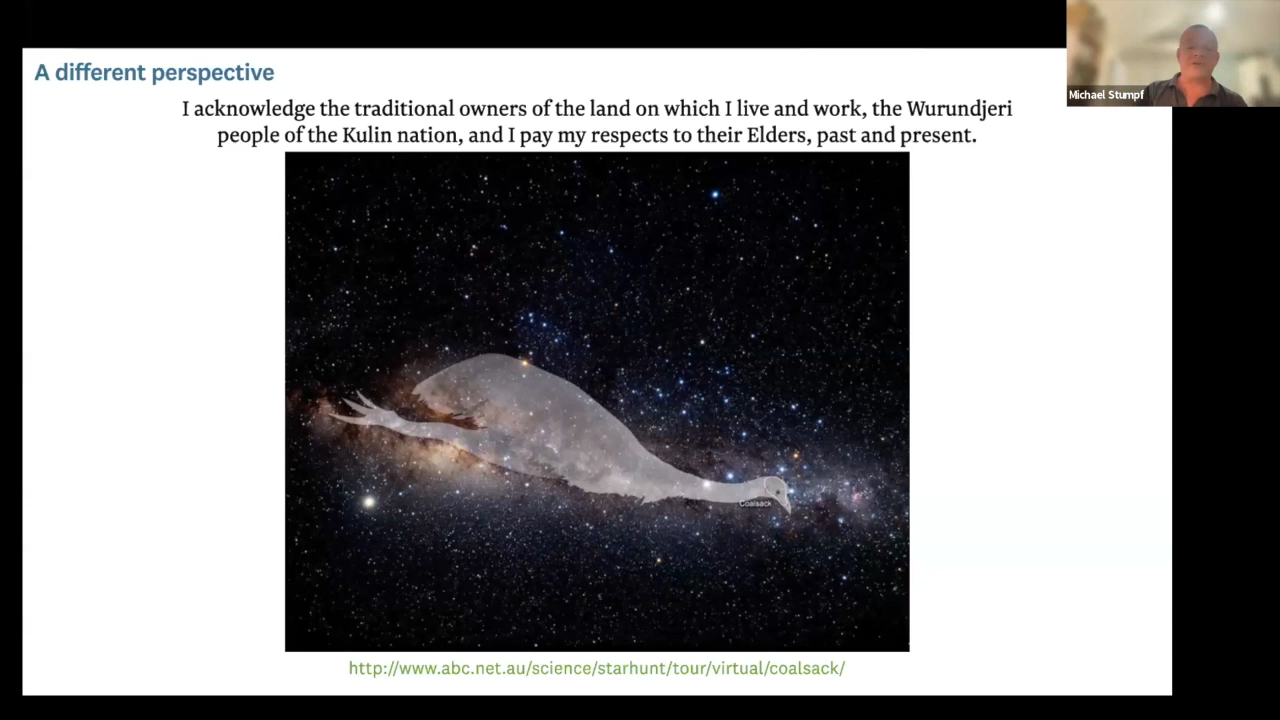 A different perspective
I acknowledge the traditional owners of the land on which I live and work, the Wurundjeri
people of the Kulin nation, and I pay my respects to their Elders, past and present.
Michael Stumpf
Coalsack
http://www.abc.net.au/science/starhunt/tour/virtual/coalsack/